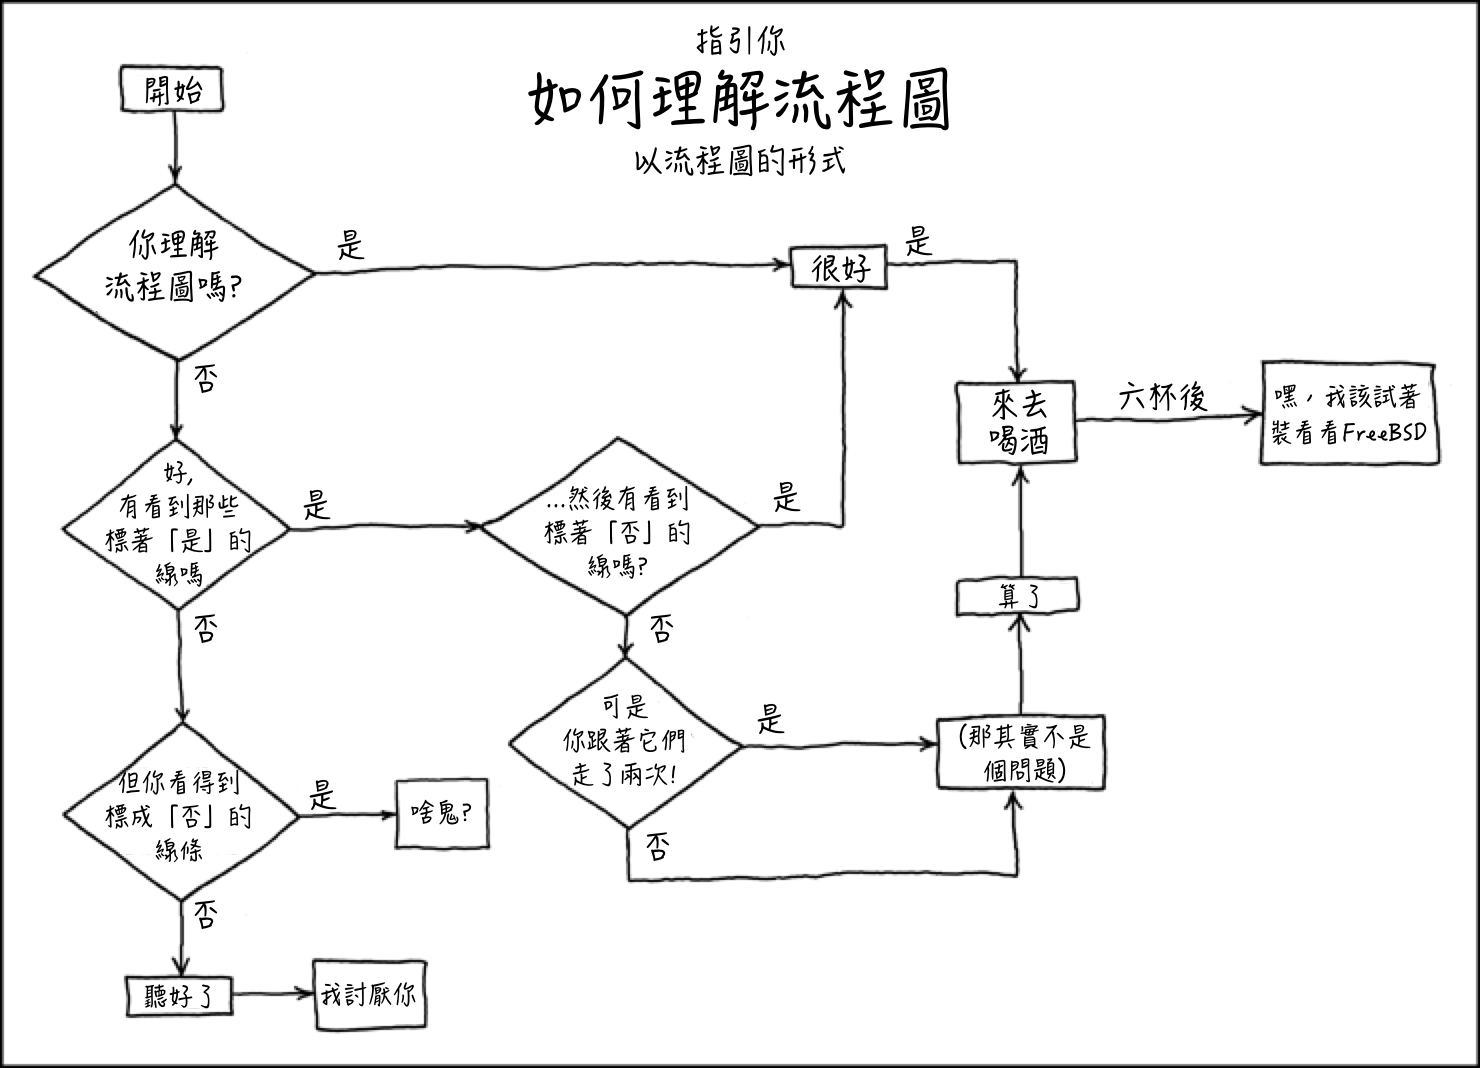 指引你
如何理解流程圖
以流程圖的形式
開始
你理解
流程圖嗎?
是
很好
是
否
來去
喝酒
六杯後
嘿，我該試著
裝看看FreeBSD
好,
有看到那些
標著「是」的
線嗎
是
...然後有看到
標著「否」的
線嗎?
是
否
否
算了
可是
你跟著它們
走了兩次!
是
(那其實不是
個問題)
否
但你看得到
標成「否」的
線條
是
啥鬼?
否
聽好了
我討厭你